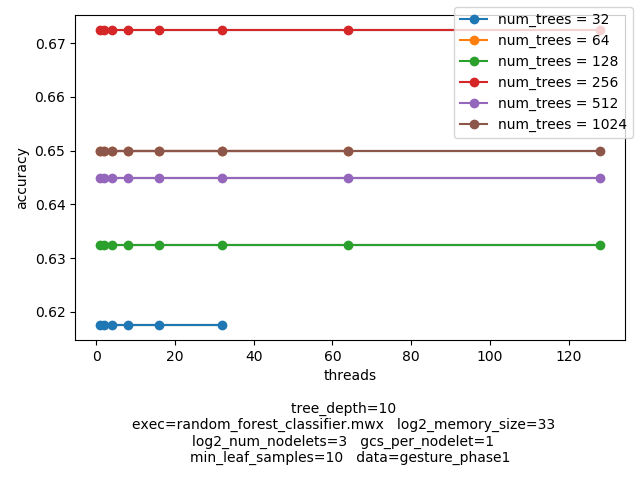 num_trees = 32
num_trees = 64
num_trees = 128
num_trees = 256
num_trees = 512
num_trees = 1024
accuracy
0.67
0.66
0.65
0.64
0.63
0.62
0 20 40 60 80 100 120
threads
tree_depth=10
exec=random_forest_classifier.mwx log2_memory_size=33
log2_num_nodelets=3 gcs_per_nodelet=1
min_leaf_samples=10 data=gesture_phase1